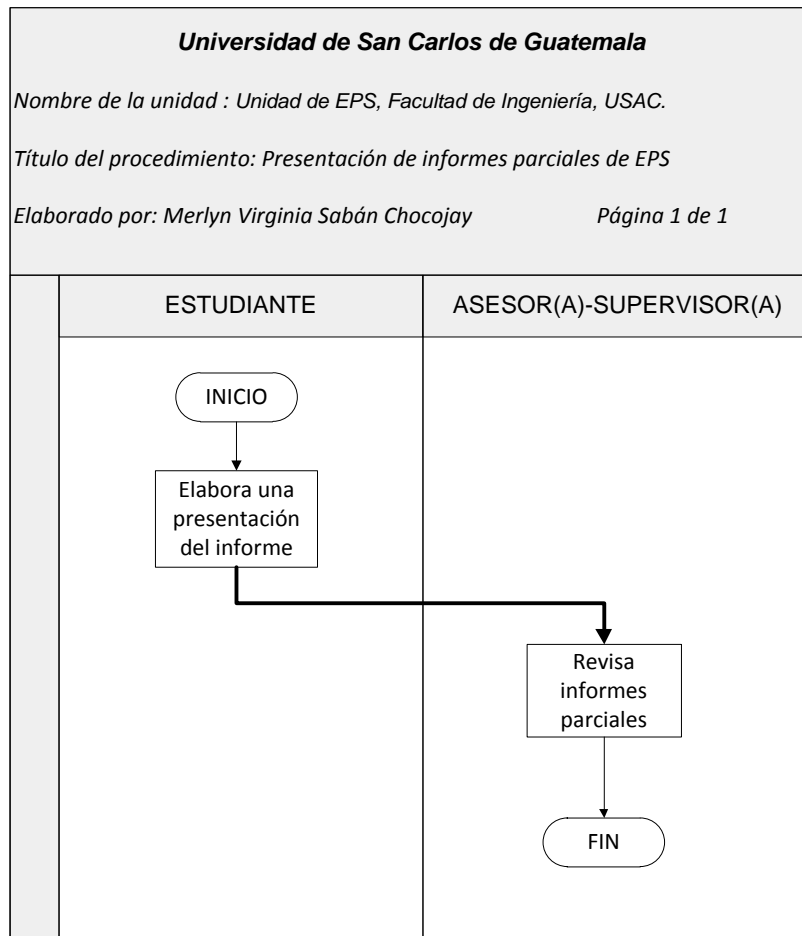 Universidad de San Carlos de Guatemala
Nombre de la unidad : Unidad de EPS, Facultad de Ingeniería, USAC.
Título del procedimiento: Presentación de informes parciales de EPS
Elaborado por: Merlyn Virginia Sabán Chocojay Página 1 de 1
ESTUDIANTE
ASESOR(A)-SUPERVISOR(A)
INICIO
Elabora una
presentación
del informe
Revisa
informes
parciales
FIN